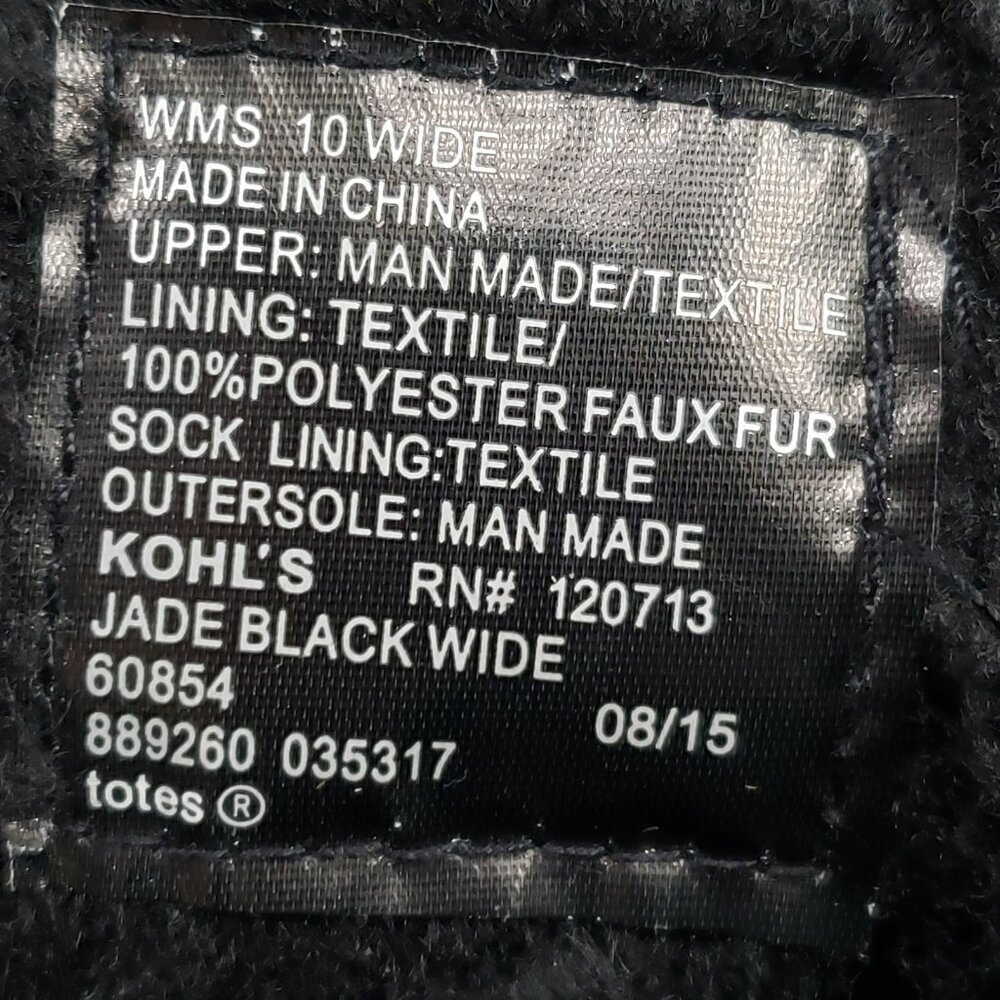 WMS 10 WIDE
MADE IN CHINA
UPPER: MAN MADE/TEXTILE
LINING: TEXTILE/
100%POLYESTER FAUX FUR
SOCK LINING:TEXTILE
OUTERSOLE: MAN MADE
KOHL'S RN# 120713
JADE BLACK WIDE
60854 08/15
889260 035317
totes ®